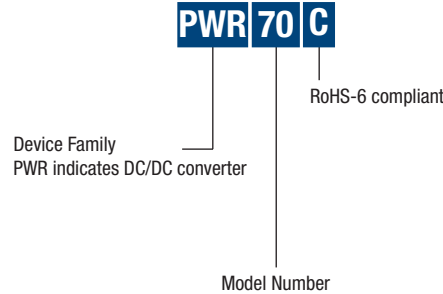 PWR 70 C
RoHS-6 compliant
Device Family
PWR indicates DC/DC converter
Model Number